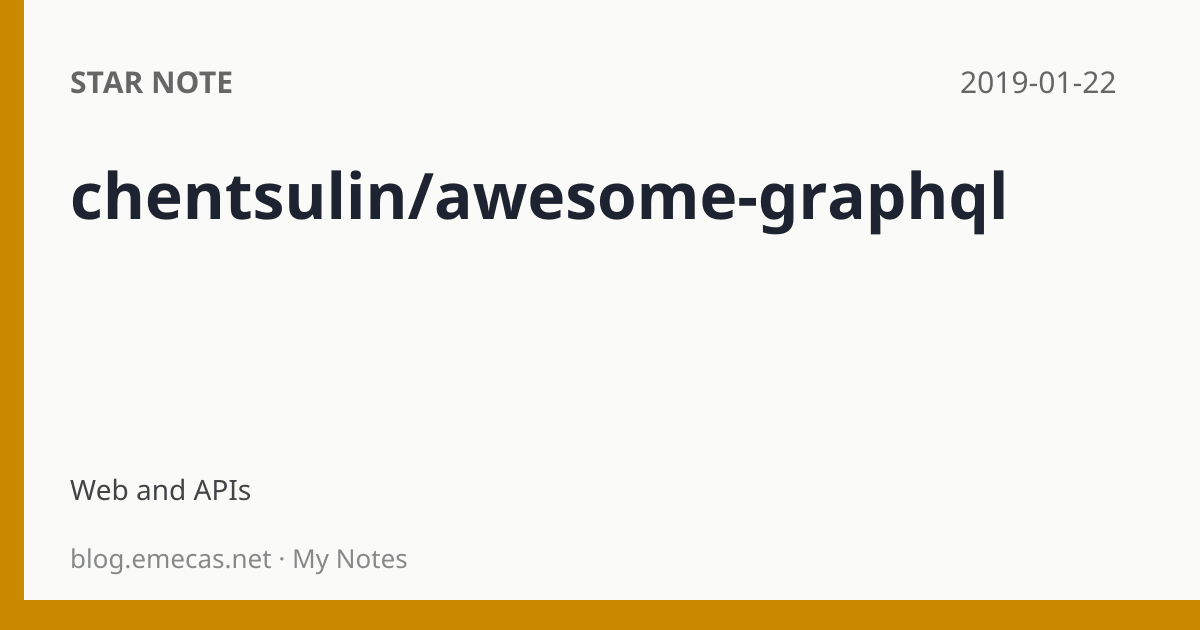 STAR NOTE
2019-01-22
chentsulin/awesome-graphql
Web and APIs
blog.emecas.net · My Notes